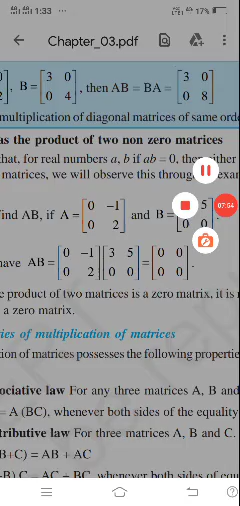 1:33 17%
Chapter_03.pdf
0], B = [3 0 0 4], then AB = BA = [3 0 0 8]
multiplication of diagonal matrices of same orde
as the product of two non zero matrices
that, for real numbers a, b if ab = 0, then either
matrices, we will observe this through exam
ind AB, if A = [0 −1 0 2] and B = 5 0 0].
07:54
have AB = [0 −1 0 2] [3 5 0 0] = [0 0 0 0].
e product of two matrices is a zero matrix, it is n
a zero matrix.
ies of multiplication of matrices
tion of matrices possesses the following propertie
ociative law For any three matrices A, B and
= A (BC), whenever both sides of the equality
tributive law For three matrices A, B and C.
B+C) = AB + AC
+B) C = AC + BC, whenever both sides of equ